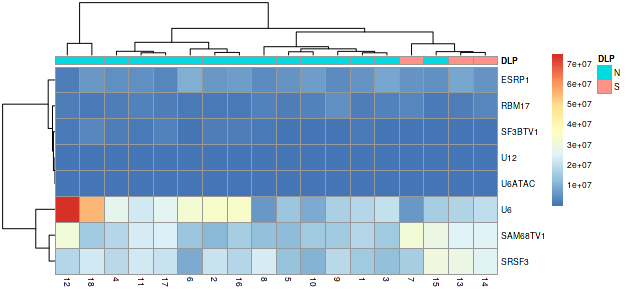 DLP
ESRP1
RBM17
SF3BTV1
U12
U6ATAC
U6
SAM68TV1
SRSF3
12 18 4 11 17 6 2 16 8 5 10 9 1 3 7 15 13 14
7e+07
6e+07
5e+07
4e+07
3e+07
2e+07
1e+07
DLP
N
S